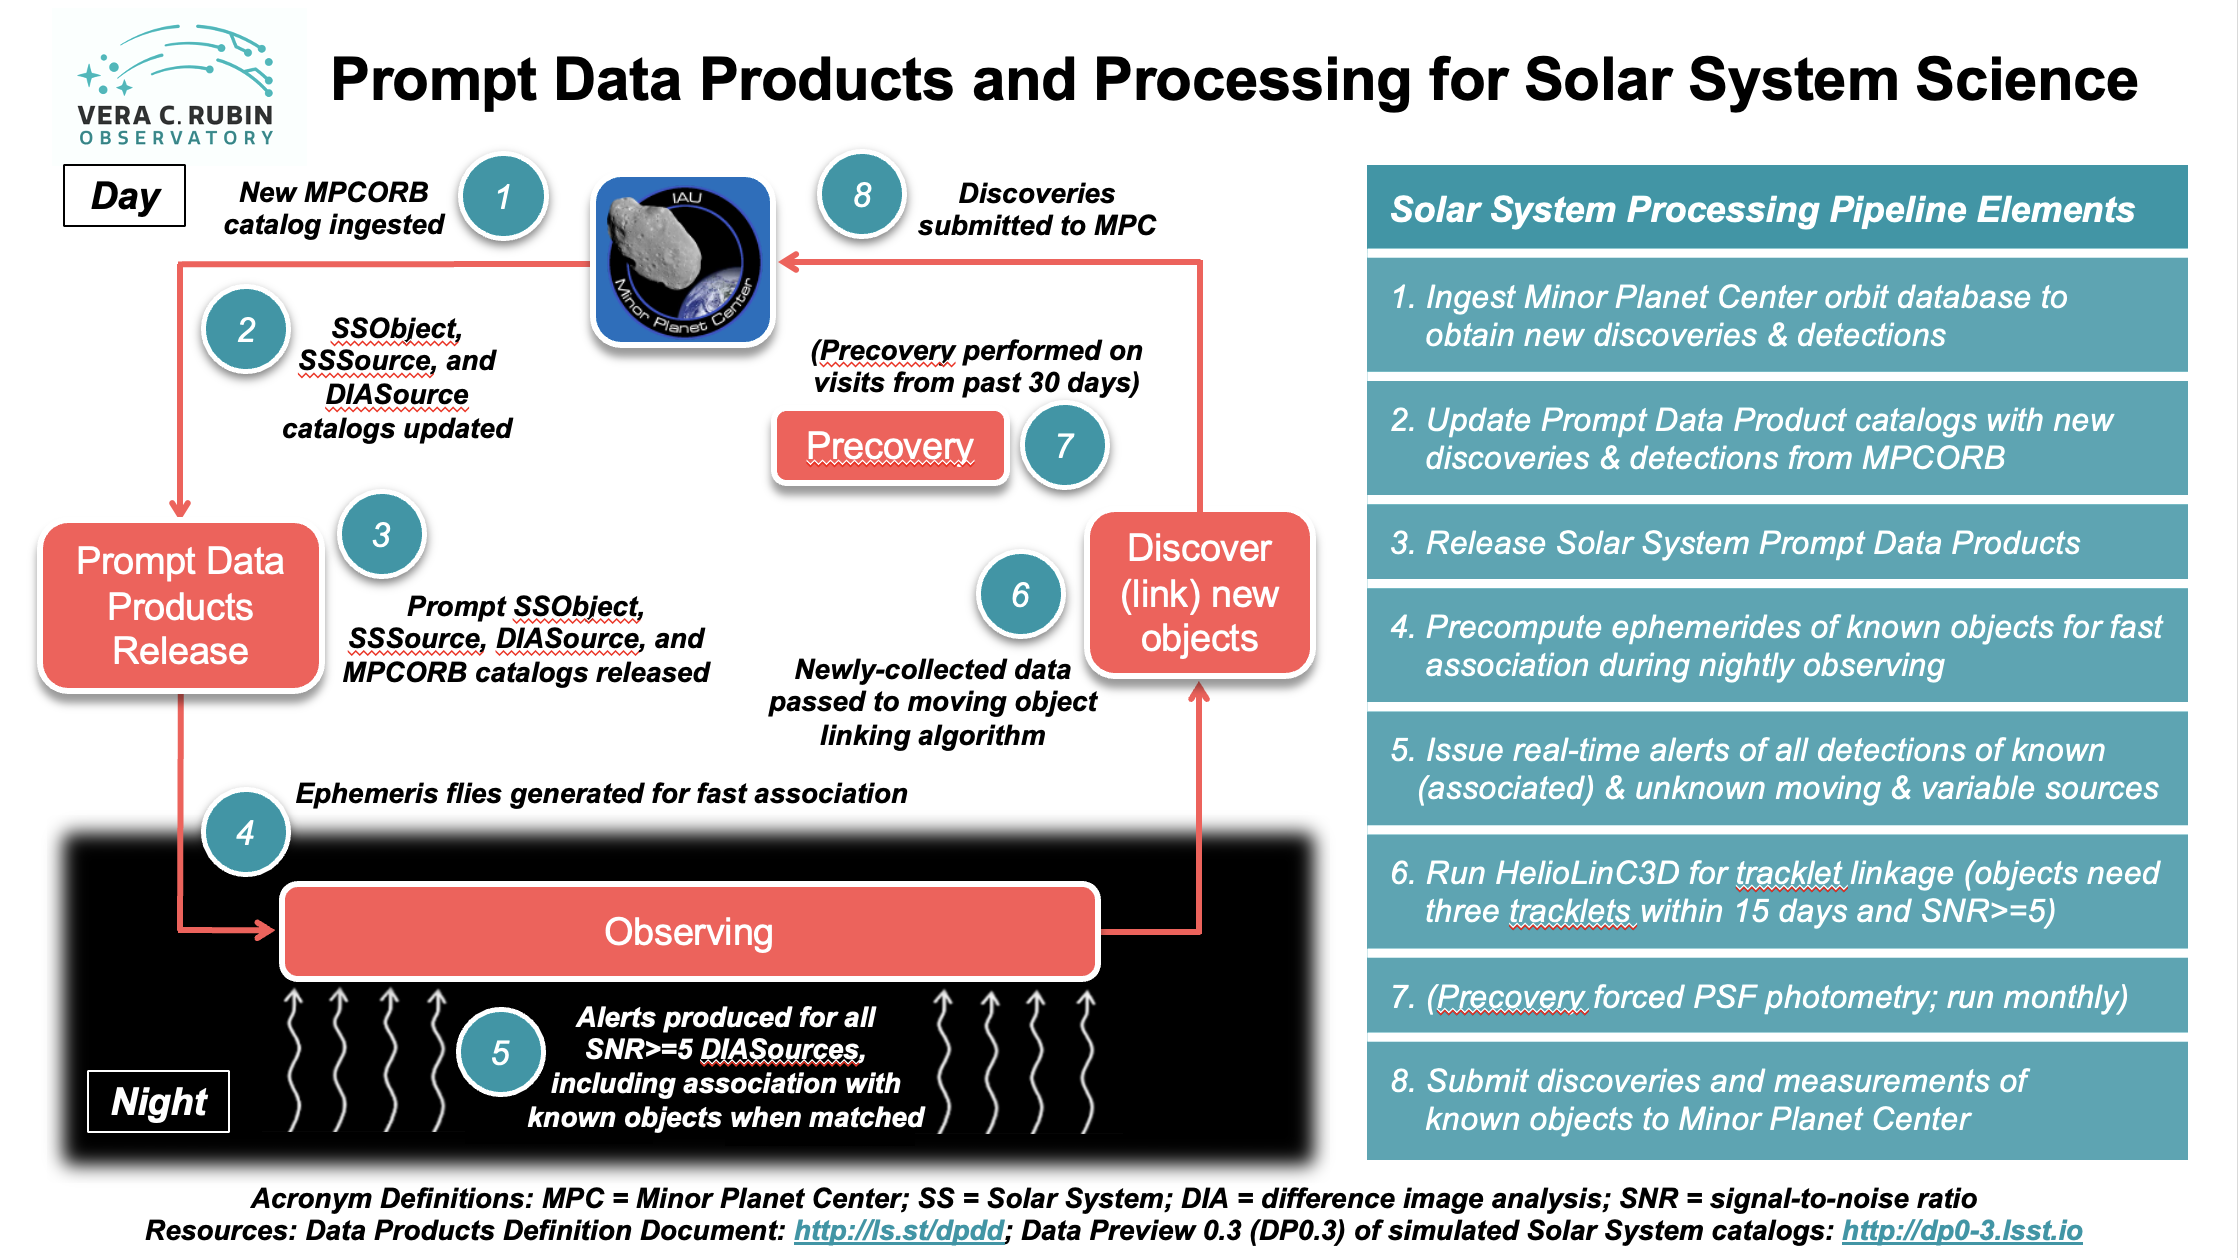 VERA C. RUBIN
OBSERVATORY
Prompt Data Products and Processing for Solar System Science
Day
New MPCORB
catalog ingested
1
IAU
Minor Planet Center
8
Discoveries
submitted to MPC
2
SSObject,
SSSource, and
DIASource
catalogs updated
(Precovery performed on
visits from past 30 days)
Precovery
7
Prompt Data
Products
Release
3
Prompt SSObject,
SSSource, DIASource, and
MPCORB catalogs released
6
Discover
(link) new
objects
Newly-collected data
passed to moving object
linking algorithm
4
Ephemeris flies generated for fast association
Observing
5
Alerts produced for all
SNR>=5 DIASources,
including association with
known objects when matched
Night
Solar System Processing Pipeline Elements
1. Ingest Minor Planet Center orbit database to
obtain new discoveries & detections
2. Update Prompt Data Product catalogs with new
discoveries & detections from MPCORB
3. Release Solar System Prompt Data Products
4. Precompute ephemerides of known objects for fast
association during nightly observing
5. Issue real-time alerts of all detections of known
(associated) & unknown moving & variable sources
6. Run HelioLinC3D for tracklet linkage (objects need
three tracklets within 15 days and SNR>=5)
7. (Precovery forced PSF photometry; run monthly)
8. Submit discoveries and measurements of
known objects to Minor Planet Center
Acronym Definitions: MPC = Minor Planet Center; SS = Solar System; DIA = difference image analysis; SNR = signal-to-noise ratio
Resources: Data Products Definition Document: http://ls.st/dpdd; Data Preview 0.3 (DP0.3) of simulated Solar System catalogs: http://dp0-3.lsst.io